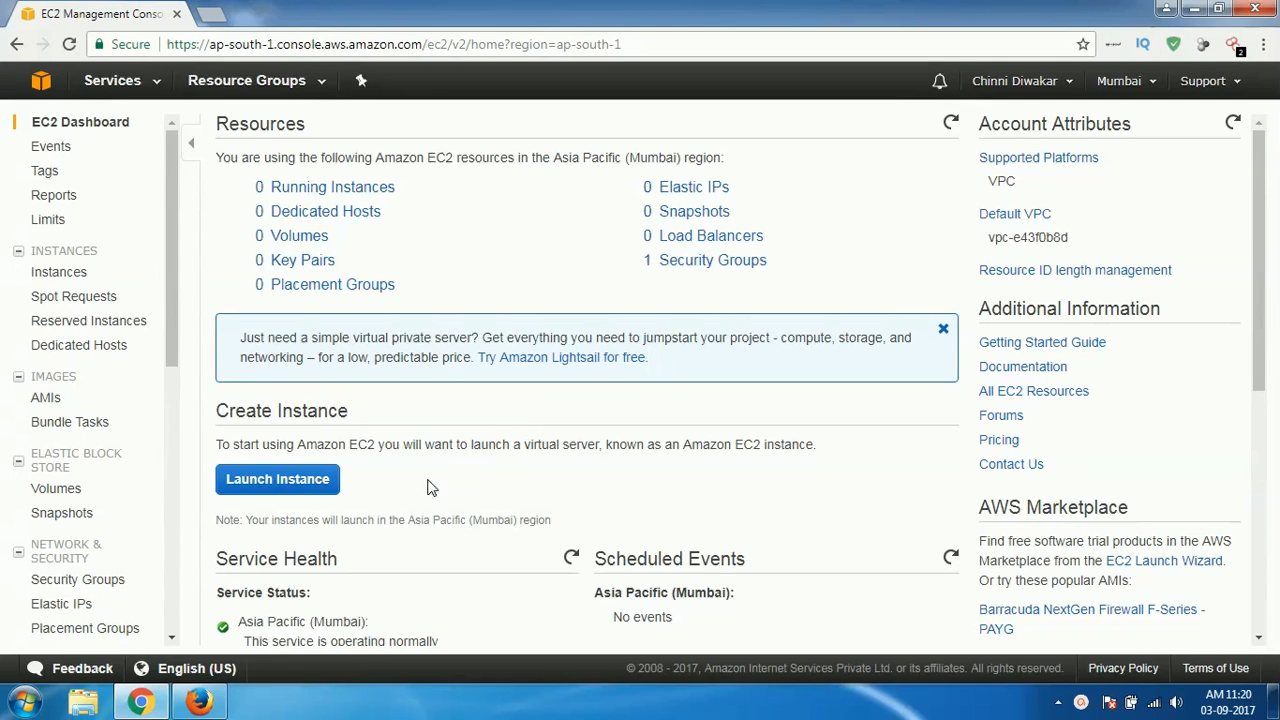 EC2 Management Conso
Secure https://ap-south-1.console.aws.amazon.com/ec2/v2/home?region=ap-south-1
IQ
2
Services
Resource Groups
Chinni Diwakar
Mumbai
Support
EC2 Dashboard
Events
Tags
Reports
Limits
INSTANCES
Instances
Spot Requests
Reserved Instances
Dedicated Hosts
IMAGES
AMIs
Bundle Tasks
ELASTIC BLOCK
STORE
Volumes
Snapshots
NETWORK &
SECURITY
Security Groups
Elastic IPs
Placement Groups
Resources
You are using the following Amazon EC2 resources in the Asia Pacific (Mumbai) region:
0 Running Instances
0 Dedicated Hosts
0 Volumes
0 Key Pairs
0 Placement Groups
0 Elastic IPs
0 Snapshots
0 Load Balancers
1 Security Groups
Just need a simple virtual private server? Get everything you need to jumpstart your project - compute, storage, and
networking – for a low, predictable price. Try Amazon Lightsail for free.
Create Instance
To start using Amazon EC2 you will want to launch a virtual server, known as an Amazon EC2 instance.
Launch Instance
Note: Your instances will launch in the Asia Pacific (Mumbai) region
Service Health
Service Status:
Asia Pacific (Mumbai):
This service is operating normally
Scheduled Events
Asia Pacific (Mumbai):
No events
Account Attributes
Supported Platforms
VPC
Default VPC
vpc-e43f0b8d
Resource ID length management
Additional Information
Getting Started Guide
Documentation
All EC2 Resources
Forums
Pricing
Contact Us
AWS Marketplace
Find free software trial products in the AWS
Marketplace from the EC2 Launch Wizard.
Or try these popular AMIs:
Barracuda NextGen Firewall F-Series -
PAYG
Feedback
English (US)
© 2008 - 2017, Amazon Internet Services Private Ltd. or its affiliates. All rights reserved.
Privacy Policy
Terms of Use
AM 11:20
03-09-2017